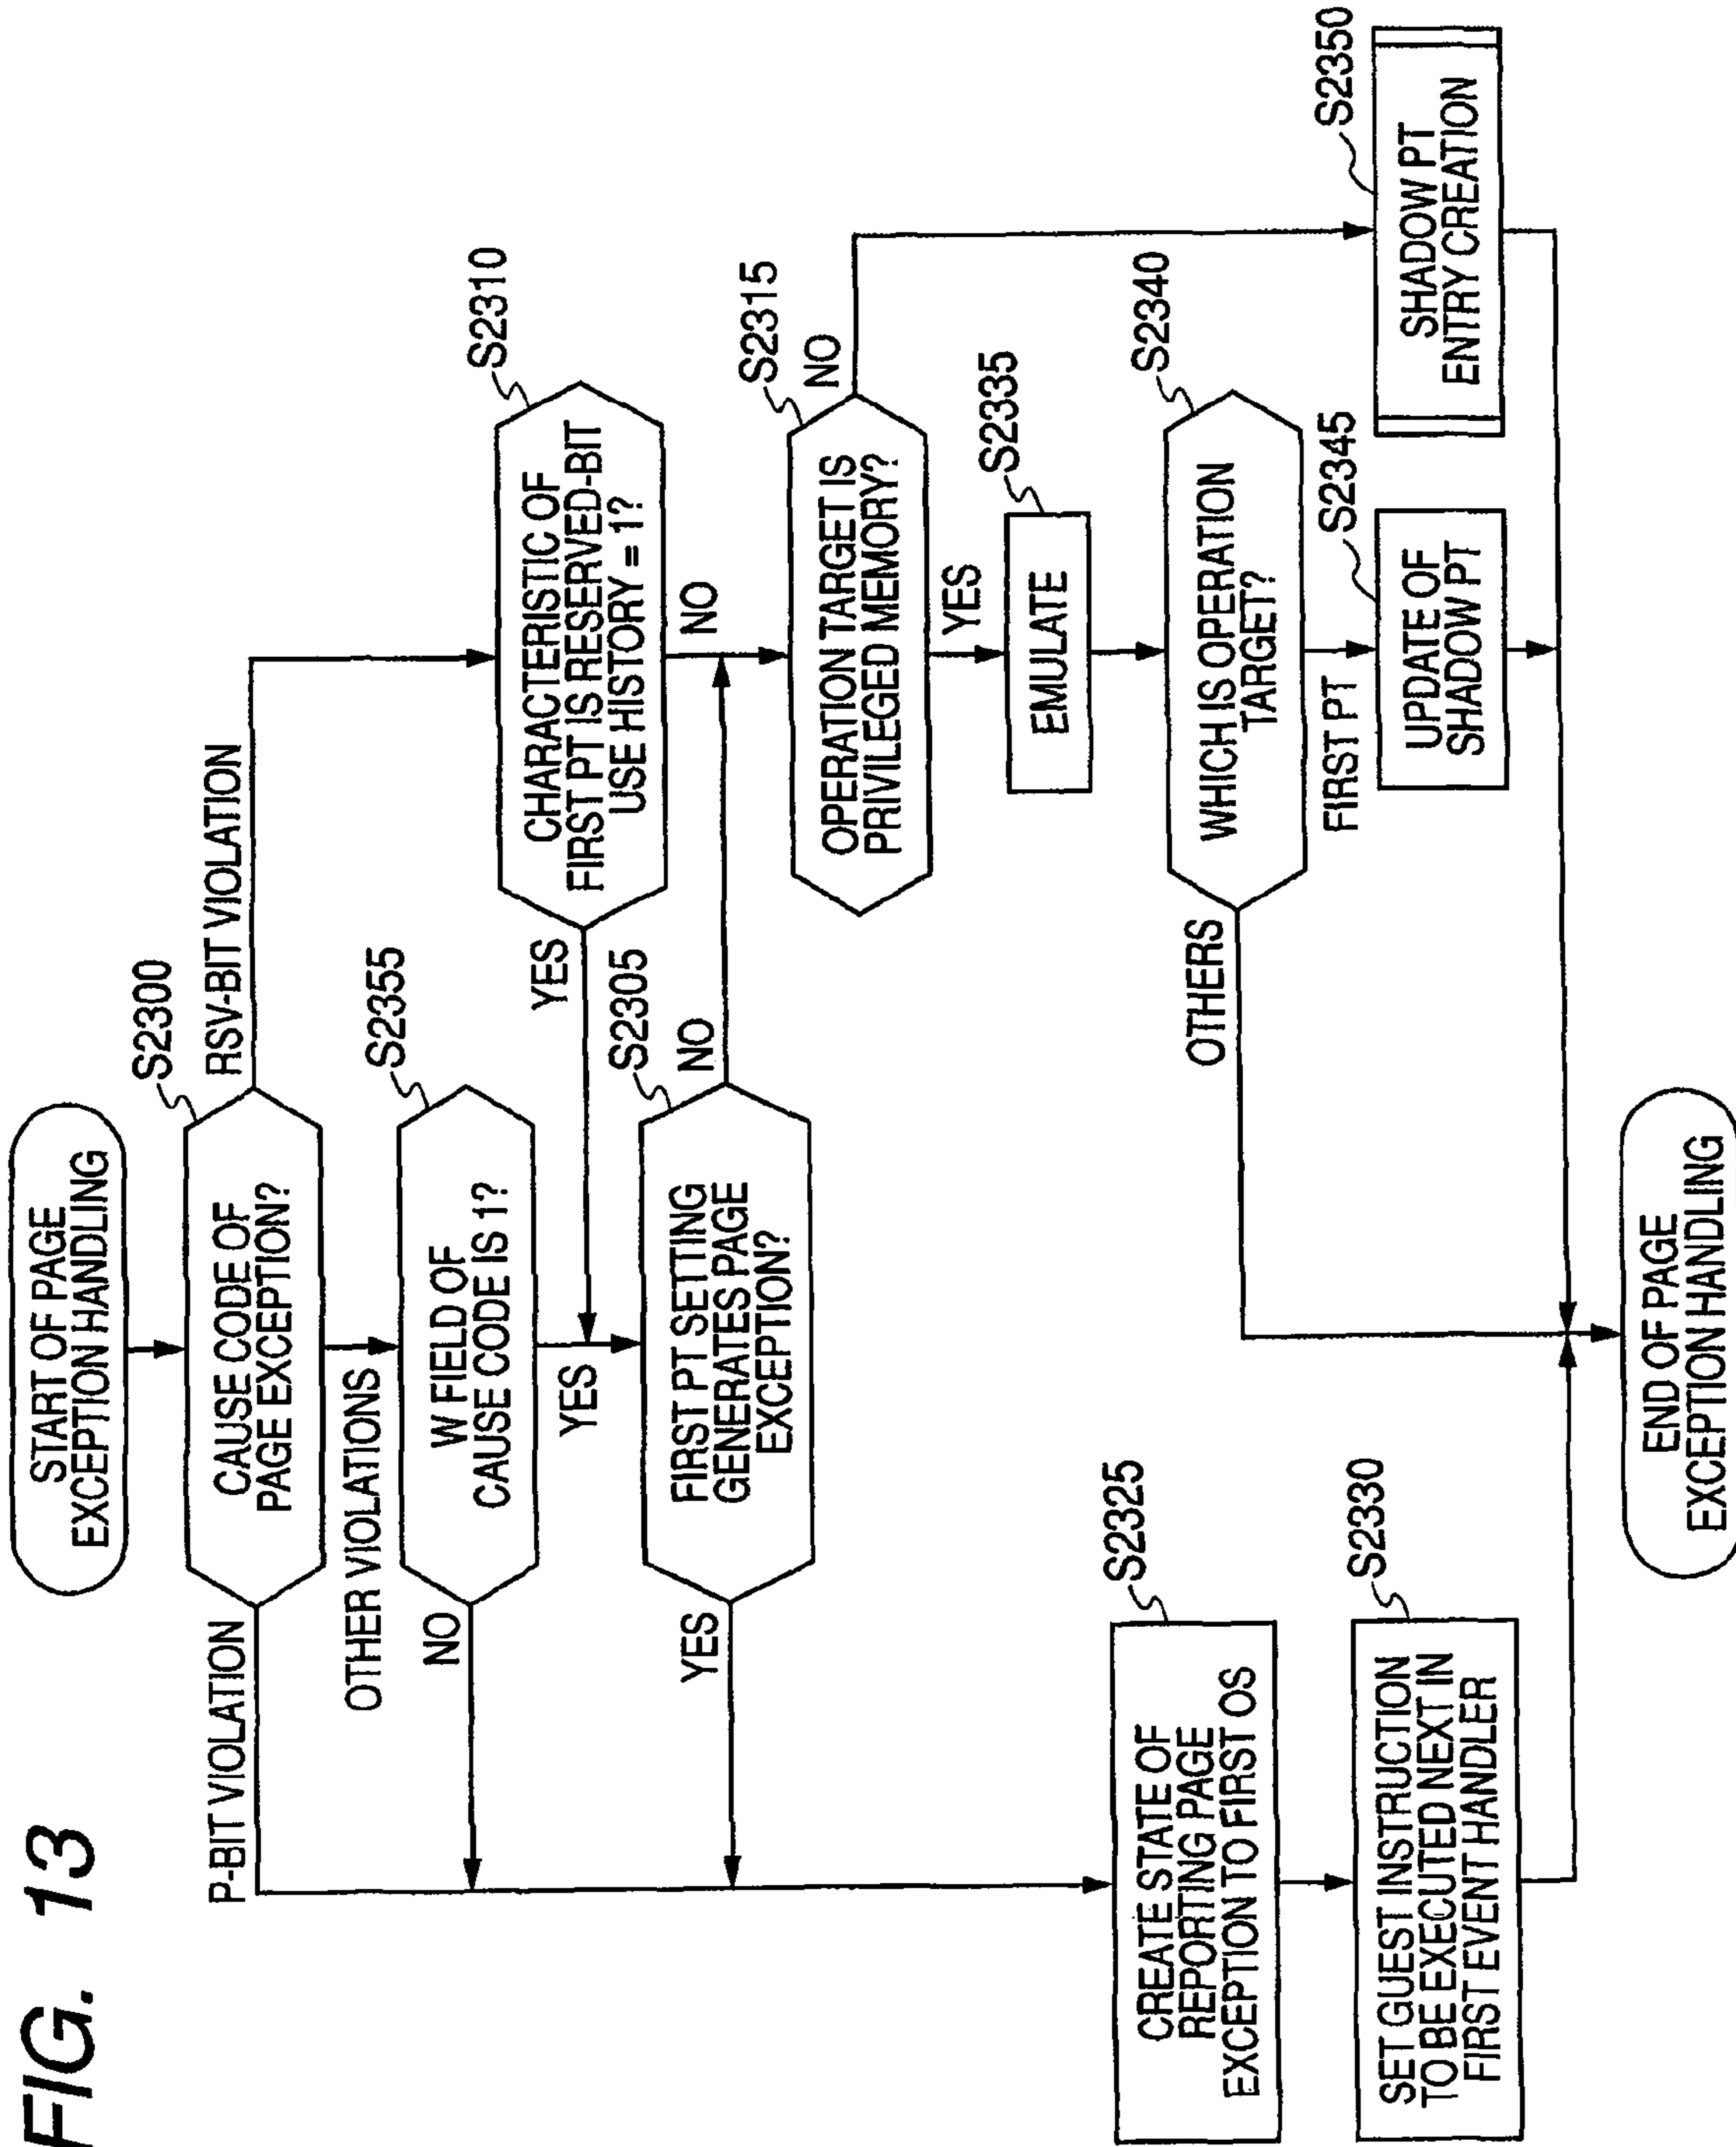 FIG. 13
START OF PAGE
EXCEPTION HANDLING
S2300
CAUSE CODE OF
PAGE EXCEPTION?
P-BIT VIOLATION
RSV-BIT VIOLATION
OTHER VIOLATIONS
S2355
W FIELD OF
CAUSE CODE IS 1?
NO
YES
S2310
CHARACTERISTIC OF
FIRST PT IS RESERVED-BIT
USE HISTORY = 1?
YES
NO
S2305
FIRST PT SETTING
GENERATES PAGE
EXCEPTION?
YES
NO
S2315
OPERATION TARGET IS
PRIVILEGED MEMORY?
NO
YES
S2335
EMULATE
S2340
WHICH IS OPERATION
TARGET?
OTHERS
FIRST PT
S2345
UPDATE OF
SHADOW PT
S2350
SHADOW PT
ENTRY CREATION
S2325
CREATE STATE OF
REPORTING PAGE
EXCEPTION TO FIRST OS
S2330
SET GUEST INSTRUCTION
TO BE EXECUTED NEXT IN
FIRST EVENT HANDLER
END OF PAGE
EXCEPTION HANDLING